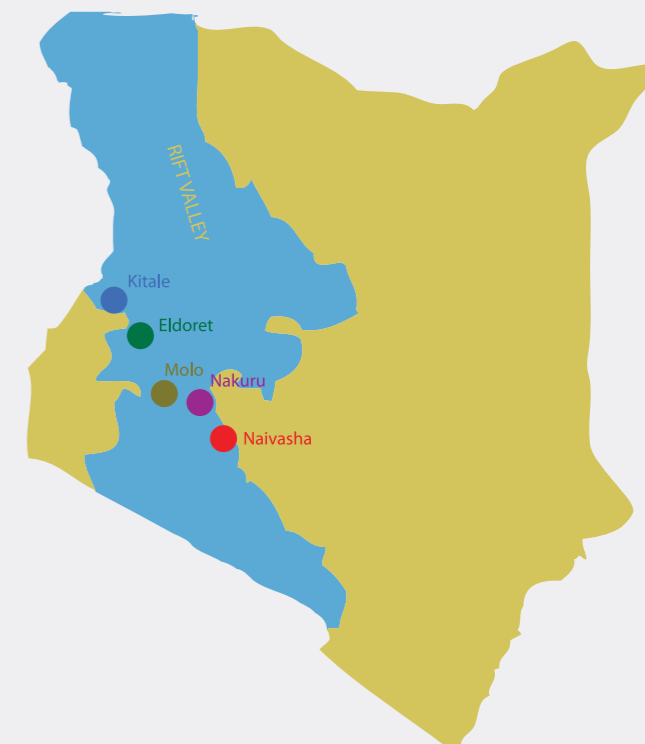 RIFT VALLEY
Kitale
Eldoret
Molo
Nakuru
Naivasha